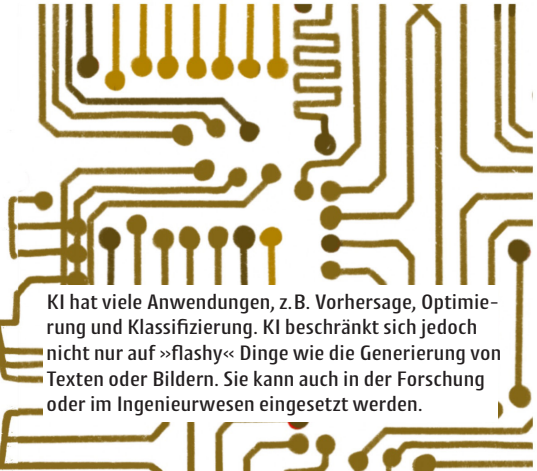 KI hat viele Anwendungen, z.B. Vorhersage, Optimie-
rung und Klassifizierung. KI beschränkt sich jedoch
nicht nur auf »flashy« Dinge wie die Generierung von
Texten oder Bildern. Sie kann auch in der Forschung
oder im Ingenieurwesen eingesetzt werden.